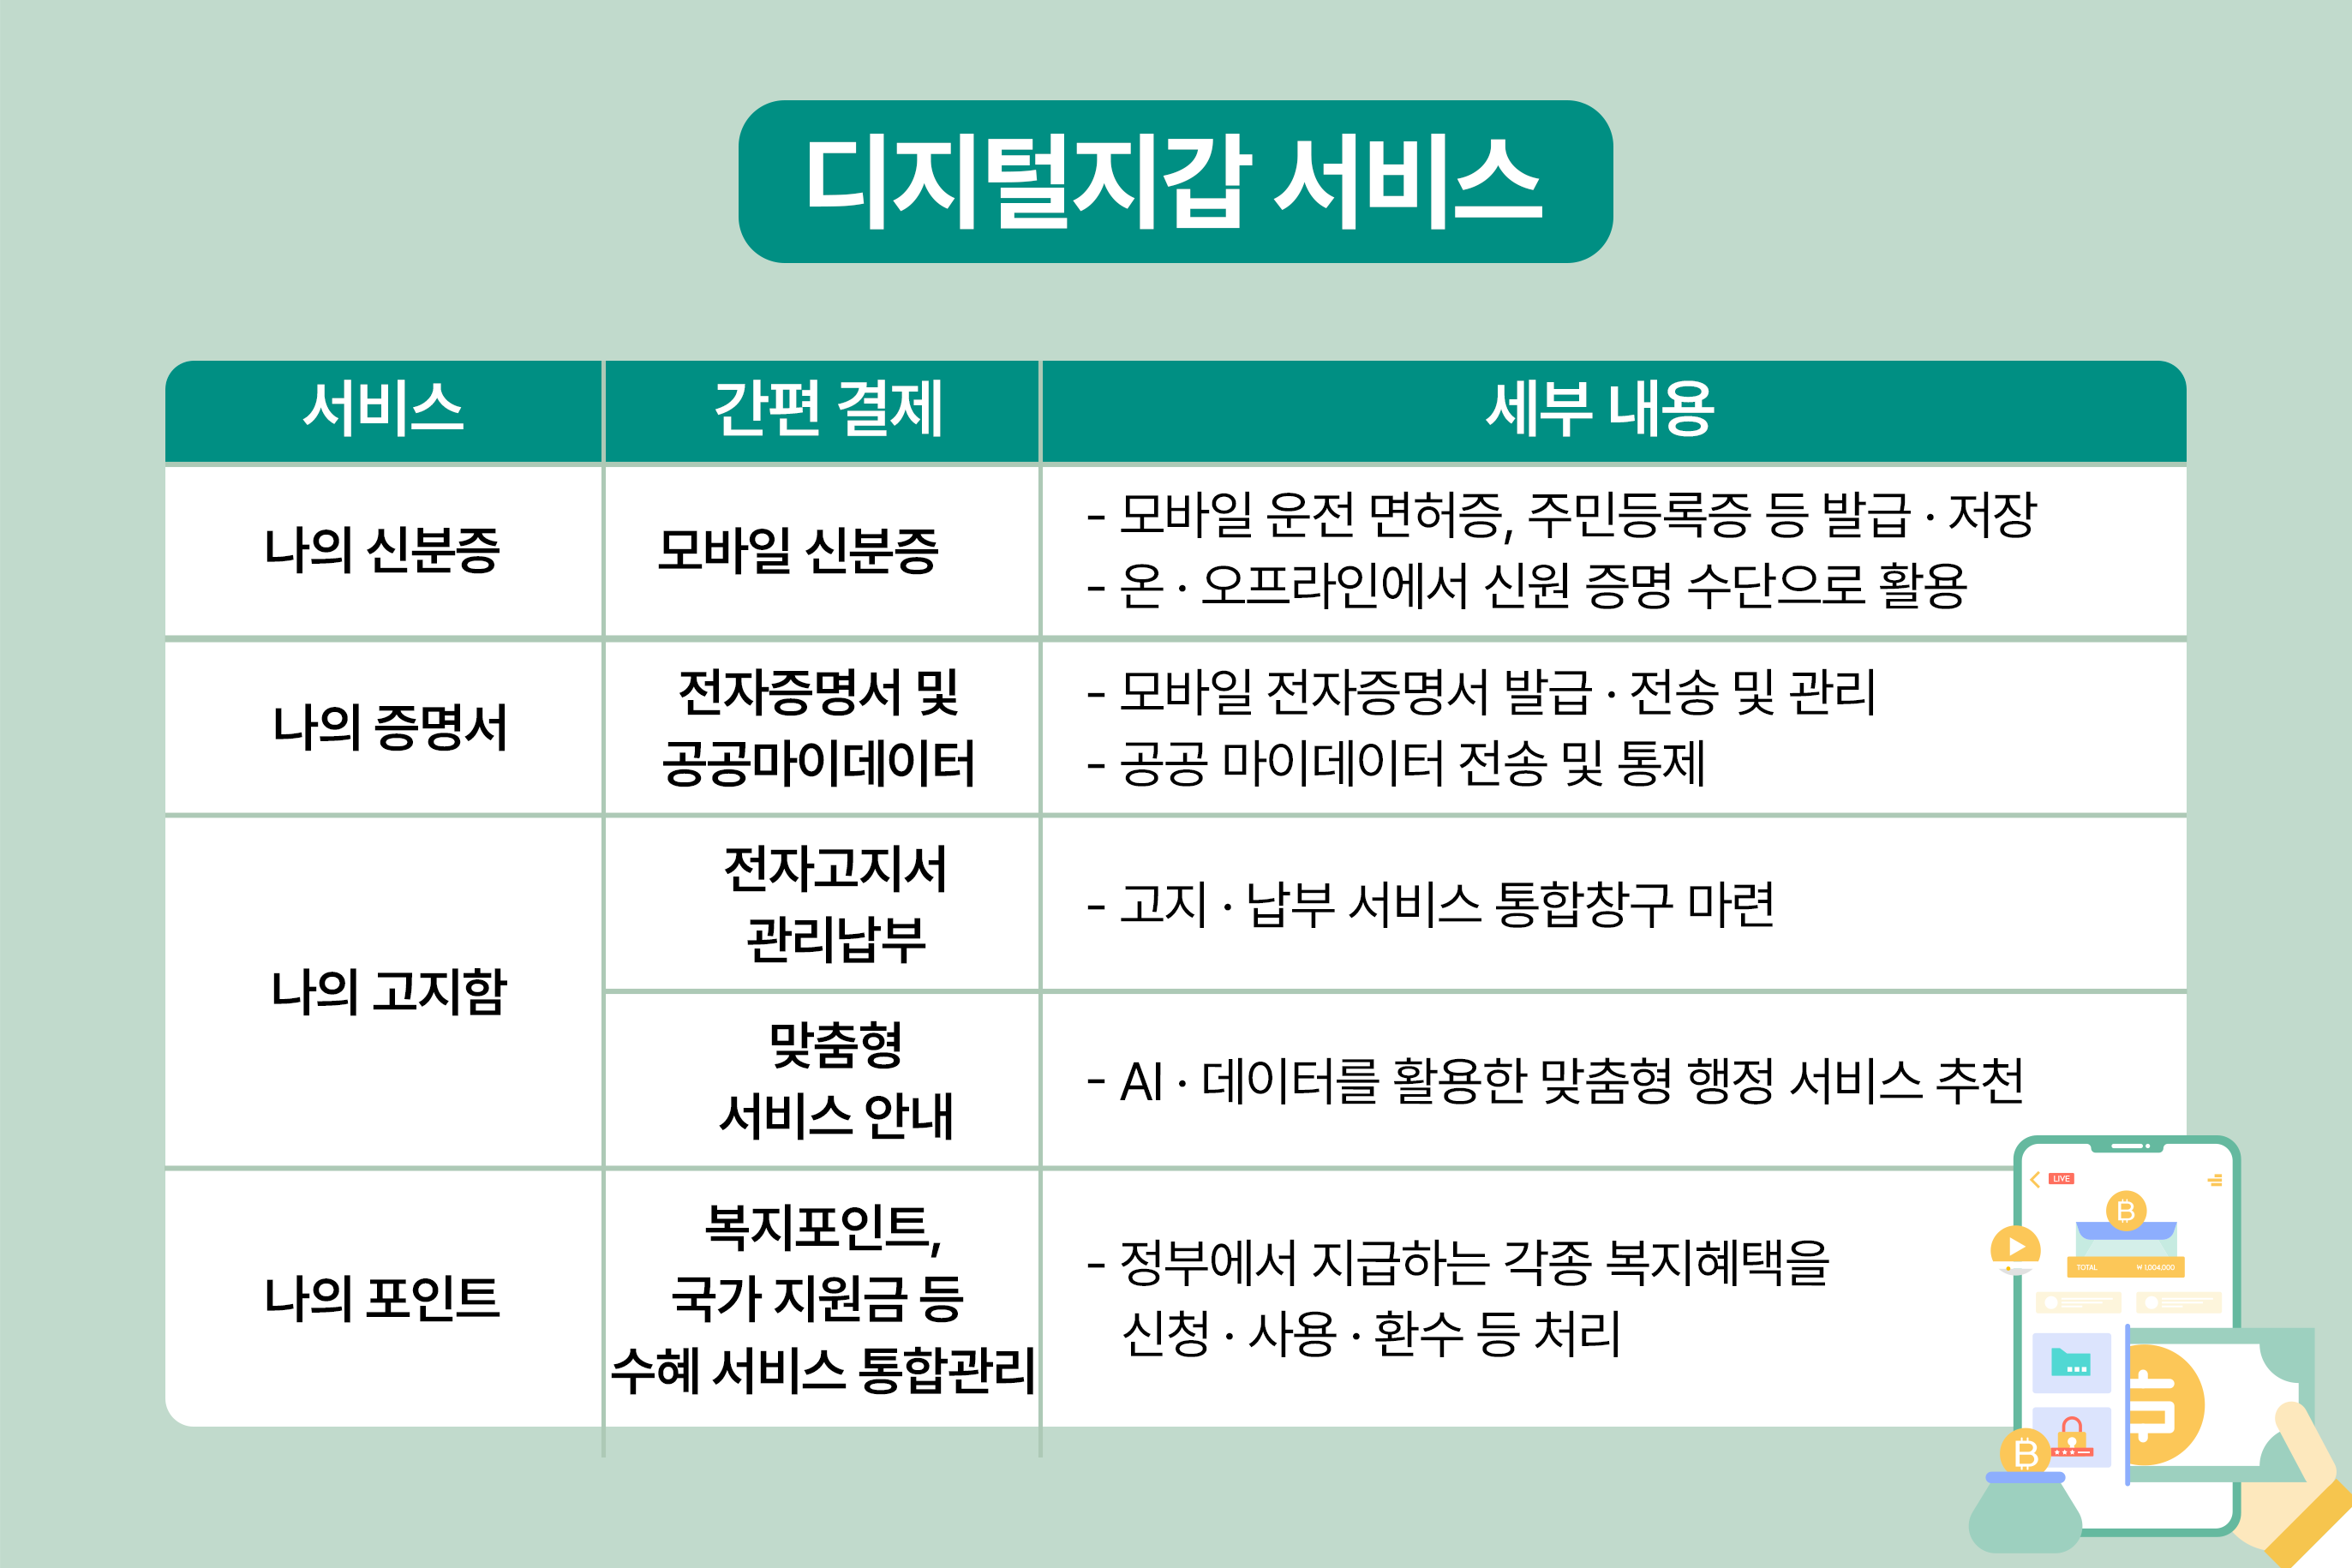 디지털지갑 서비스
서비스
간편 결제
세부 내용
나의 신분증
모바일 신분증
- 모바일 운전 면허증, 주민등록증 등 발급 · 저장
- 온 · 오프라인에서 신원 증명 수단으로 활용
나의 증명서
전자증명서 및
공공마이데이터
- 모바일 전자증명서 발급 · 전송 및 관리
- 공공 마이데이터 전송 및 통제
나의 고지함
전자고지서
관리납부
- 고지 · 납부 서비스 통합창구 마련
맞춤형
서비스 안내
- AI · 데이터를 활용한 맞춤형 행정 서비스 추천
나의 포인트
복지포인트,
국가 지원금 등
수혜 서비스 통합관리
- 정부에서 지급하는 각종 복지혜택을
신청 · 사용 · 환수 등 처리
LIVE
TOTAL ₩ 1,004,000